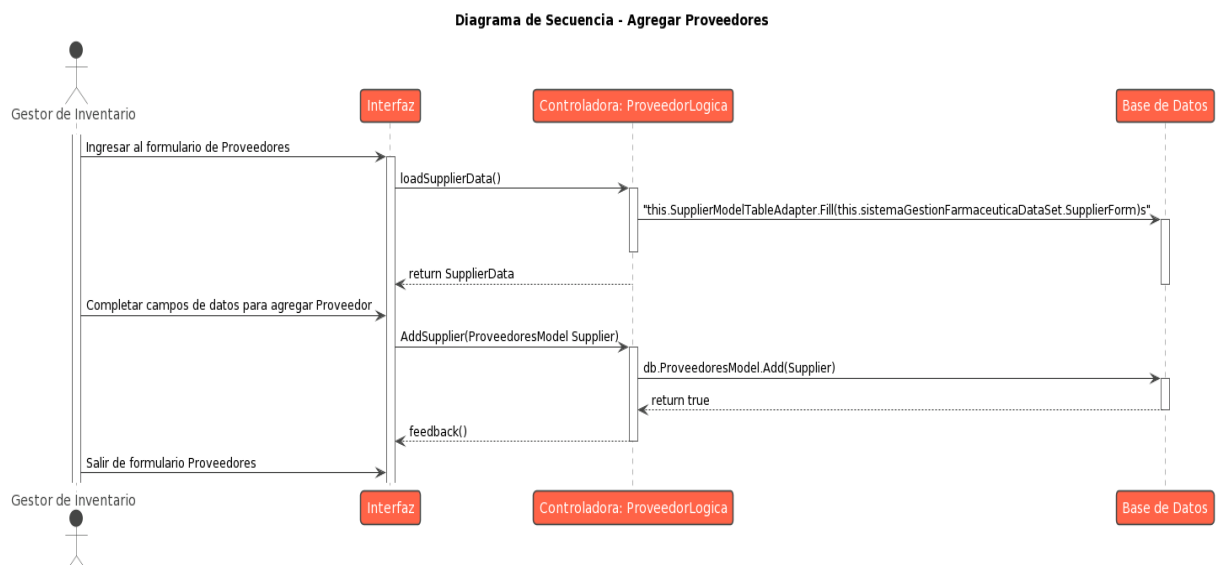 Diagrama de Secuencia - Agregar Proveedores
Gestor de Inventario
Interfaz
Controladora: ProveedorLogica
Base de Datos
Ingresar al formulario de Proveedores
loadSupplierData()
"this.SupplierModelTableAdapter.Fill(this.sistemaGestionFarmaceuticaDataSet.SupplierForm)s"
return SupplierData
Completar campos de datos para agregar Proveedor
AddSupplier(ProveedoresModel Supplier)
db.ProveedoresModel.Add(Supplier)
return true
feedback()
Salir de formulario Proveedores
Gestor de Inventario
Interfaz
Controladora: ProveedorLogica
Base de Datos